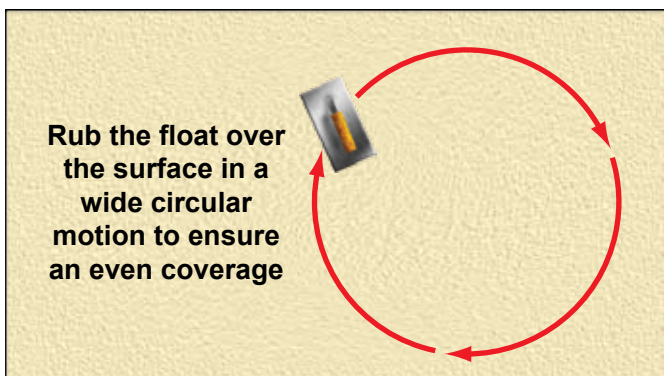 Rub the float over
the surface in a
wide circular
motion to ensure
an even coverage